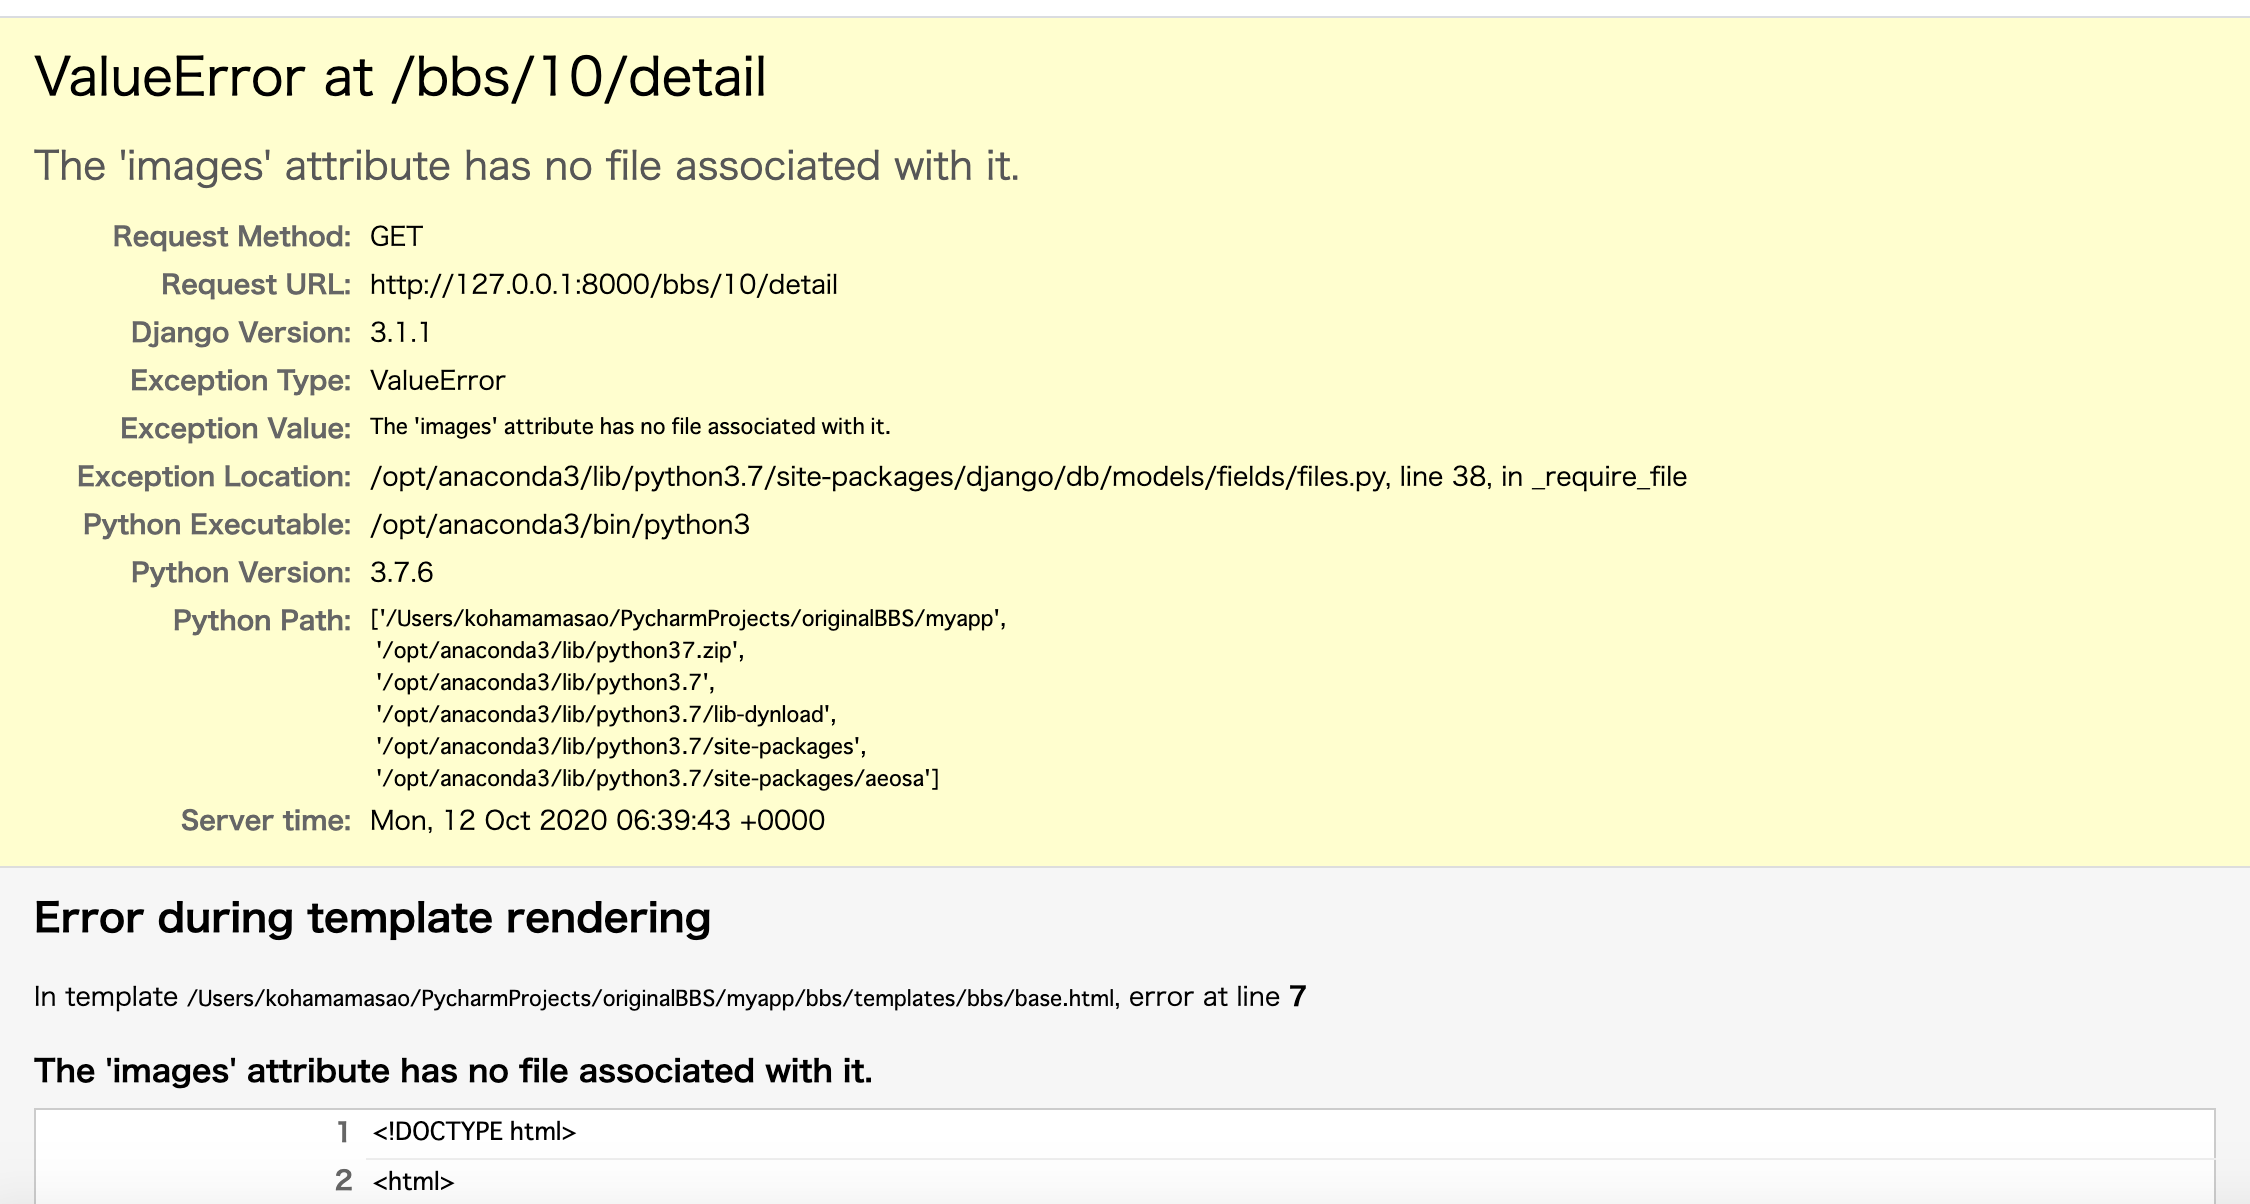 ValueError at /bbs/10/detail
The 'images' attribute has no file associated with it.
Request Method: GET
Request URL: http://127.0.0.1:8000/bbs/10/detail
Django Version: 3.1.1
Exception Type: ValueError
Exception Value: The 'images' attribute has no file associated with it.
Exception Location: /opt/anaconda3/lib/python3.7/site-packages/django/db/models/fields/files.py, line 38, in _require_file
Python Executable: /opt/anaconda3/bin/python3
Python Version: 3.7.6
Python Path: ['/Users/kohamamasao/PycharmProjects/originalBBS/myapp',
'/opt/anaconda3/lib/python37.zip',
'/opt/anaconda3/lib/python3.7',
'/opt/anaconda3/lib/python3.7/lib-dynload',
'/opt/anaconda3/lib/python3.7/site-packages',
'/opt/anaconda3/lib/python3.7/site-packages/aeosa']
Server time: Mon, 12 Oct 2020 06:39:43 +0000
Error during template rendering
In template /Users/kohamamasao/PycharmProjects/originalBBS/myapp/bbs/templates/bbs/base.html, error at line 7
The 'images' attribute has no file associated with it.
1 <!DOCTYPE html>
2 <html>